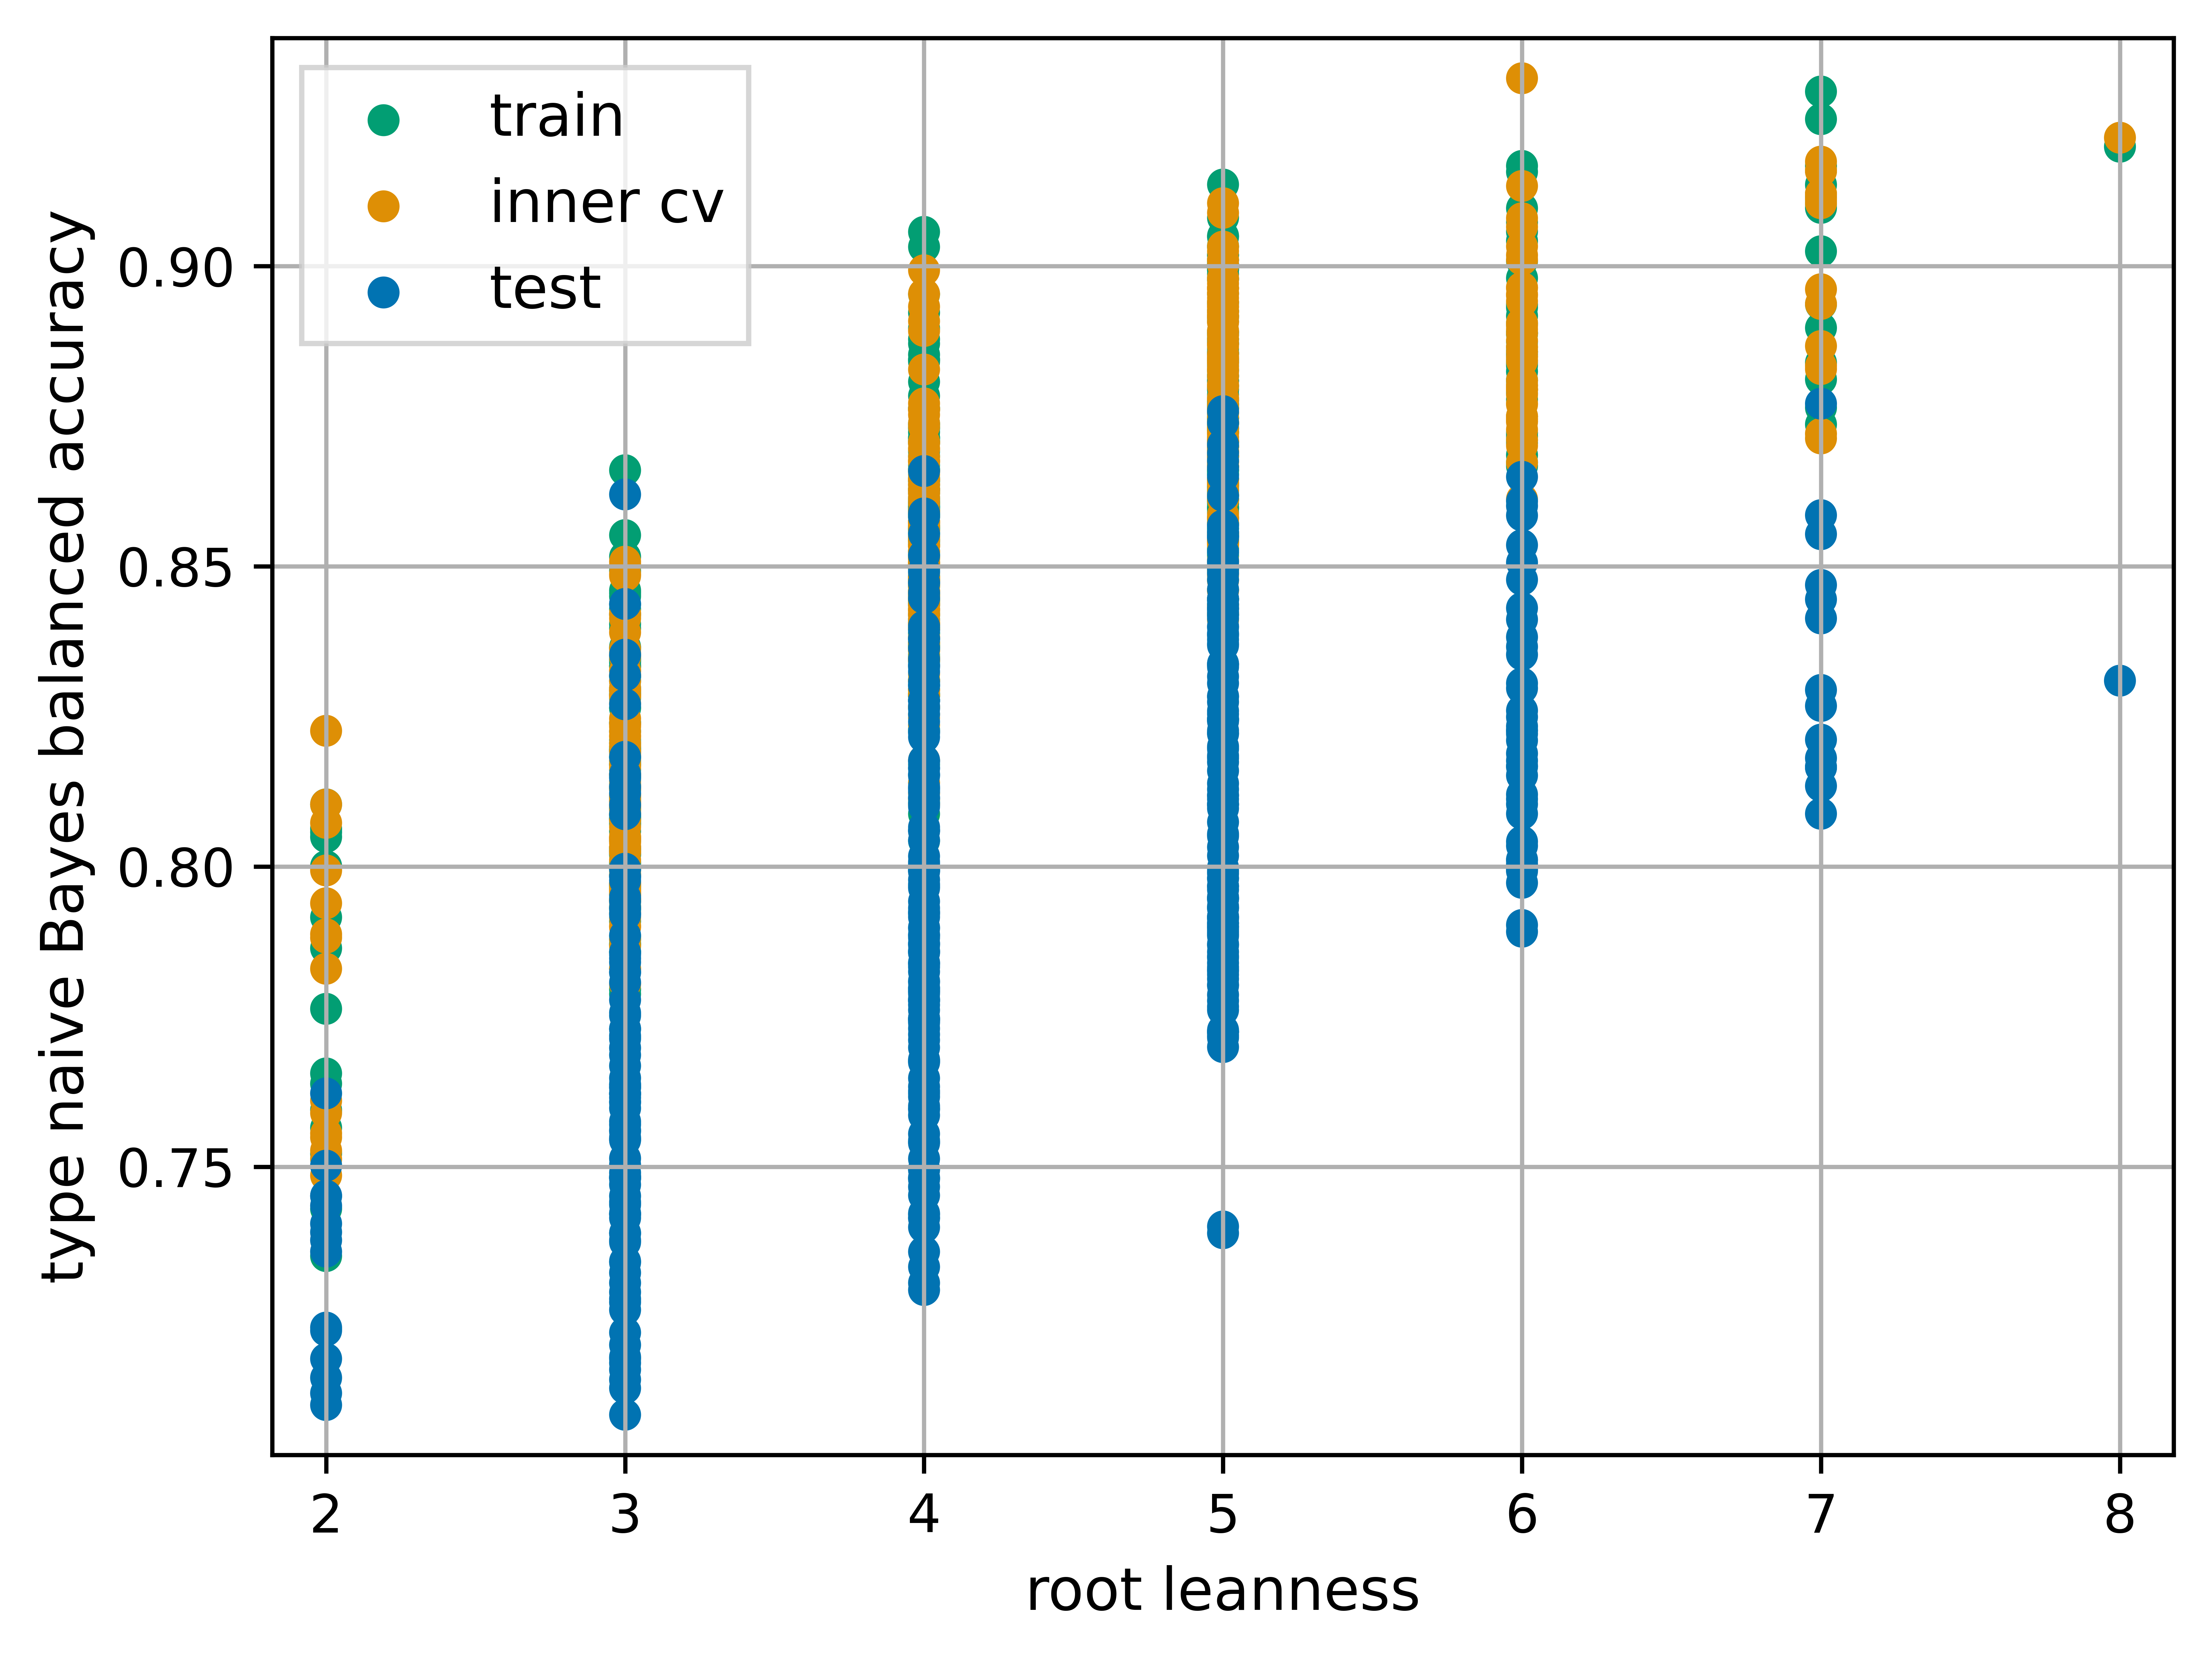 train
inner cv
test
type naive Bayes balanced accuracy
0.90
0.85
0.80
0.75
2 3 4 5 6 7 8
root leanness